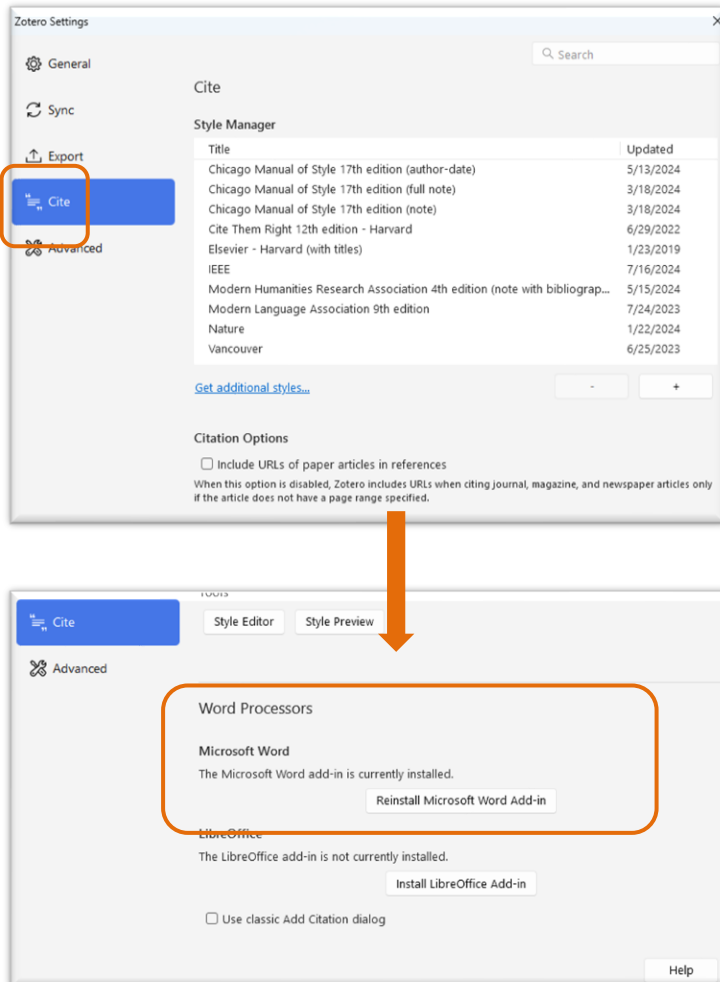 Zotero Settings
Search
General
Sync
Export
Cite
Advanced
Cite
Style Manager
Title Updated
Chicago Manual of Style 17th edition (author-date) 5/13/2024
Chicago Manual of Style 17th edition (full note) 3/18/2024
Chicago Manual of Style 17th edition (note) 3/18/2024
Cite Them Right 12th edition - Harvard 6/29/2022
Elsevier - Harvard (with titles) 1/23/2019
IEEE 7/16/2024
Modern Humanities Research Association 4th edition (note with bibliograp... 5/15/2024
Modern Language Association 9th edition 7/24/2023
Nature 1/22/2024
Vancouver 6/25/2023
Get additional styles... - +
Citation Options
Include URLs of paper articles in references
When this option is disabled, Zotero includes URLs when citing journal, magazine, and newspaper articles only
if the article does not have a page range specified.
Cite
Advanced
Tools
Style Editor Style Preview
Word Processors
Microsoft Word
The Microsoft Word add-in is currently installed.
Reinstall Microsoft Word Add-in
LibreOffice
The LibreOffice add-in is not currently installed.
Install LibreOffice Add-in
Use classic Add Citation dialog
Help